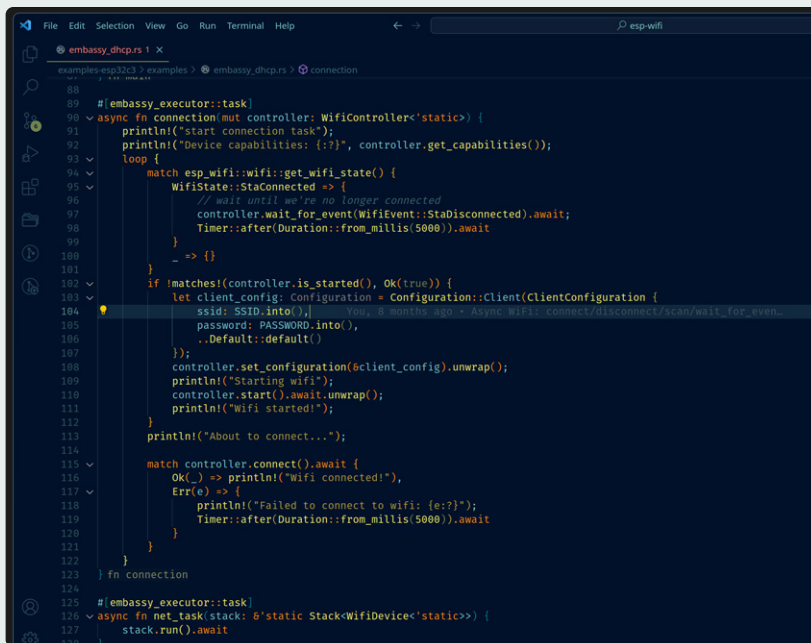 File Edit Selection View Go Run Terminal Help
esp-wifi
embassy_dhcp.rs 1
examples-esp32c3 > examples > embassy_dhcp.rs > connection
87 } fn main
88
89 #[embassy_executor::task]
90 async fn connection(mut controller: WifiController<'static>) {
91 println!("start connection task");
92 println!("Device capabilities: {:?}", controller.get_capabilities());
93 loop {
94 match esp_wifi::wifi::get_wifi_state() {
95 WifiState::StaConnected => {
96 // wait until we're no longer connected
97 controller.wait_for_event(WifiEvent::StaDisconnected).await;
98 Timer::after(Duration::from_millis(5000)).await
99 }
100 _ => {}
101 }
102 if !matches!(controller.is_started(), Ok(true)) {
103 let client_config: Configuration = Configuration::Client(ClientConfiguration {
104 ssid: SSID.into(), You, 8 months ago • Async WiFi: connect/disconnect/scan/wait_for_even…
105 password: PASSWORD.into(),
106 ..Default::default()
107 });
108 controller.set_configuration(&client_config).unwrap();
109 println!("Starting wifi");
110 controller.start().await.unwrap();
111 println!("Wifi started!");
112 }
113 println!("About to connect...");
114
115 match controller.connect().await {
116 Ok(_) => println!("Wifi connected!"),
117 Err(e) => {
118 println!("Failed to connect to wifi: {e:?}");
119 Timer::after(Duration::from_millis(5000)).await
120 }
121 }
122 }
123 } fn connection
124
125 #[embassy_executor::task]
126 async fn net_task(stack: &'static Stack<WifiDevice<'static>>) {
127 stack.run().await
128 }
6